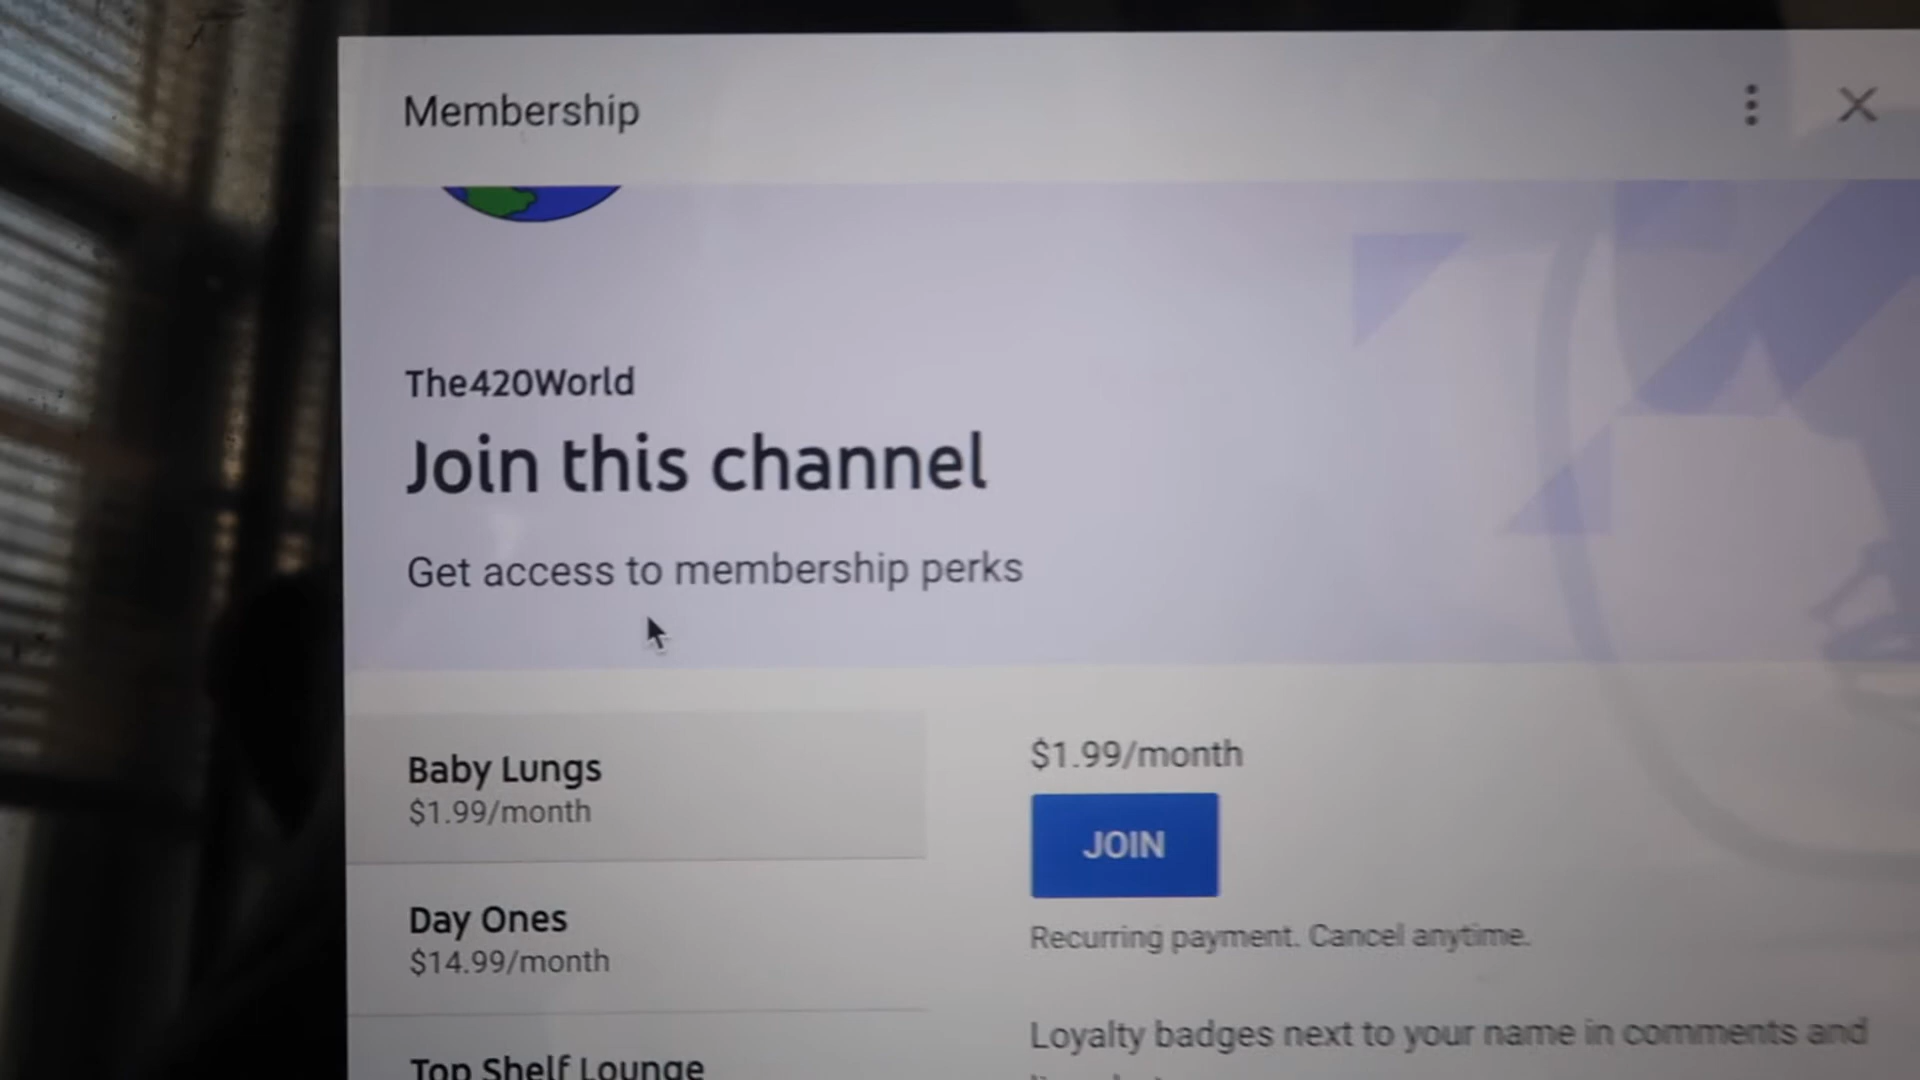 Membership
The420World
Join this channel
Get access to membership perks
Baby Lungs
$1.99/month
Day Ones
$14.99/month
Top Shelf Lounge
$1.99/month
JOIN
Recurring payment. Cancel anytime.
Loyalty badges next to your name in comments and